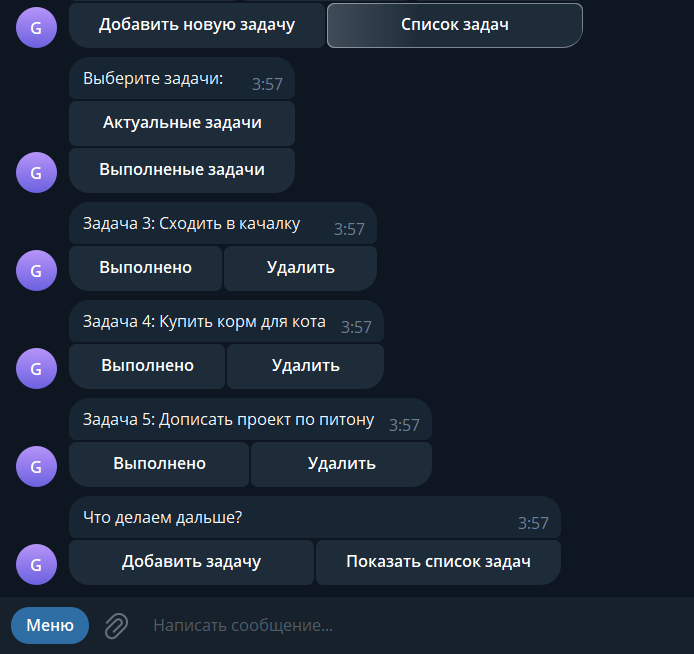 G
Добавить новую задачу
Список задач
Выберите задачи:
3:57
Актуальные задачи
Выполненые задачи
G
Задача 3: Сходить в качалку
3:57
Выполнено
Удалить
G
Задача 4: Купить корм для кота
3:57
Выполнено
Удалить
G
Задача 5: Дописать проект по питону
3:57
Выполнено
Удалить
G
Что делаем дальше?
3:57
Добавить задачу
Показать список задач
G
Меню
Написать сообщение...